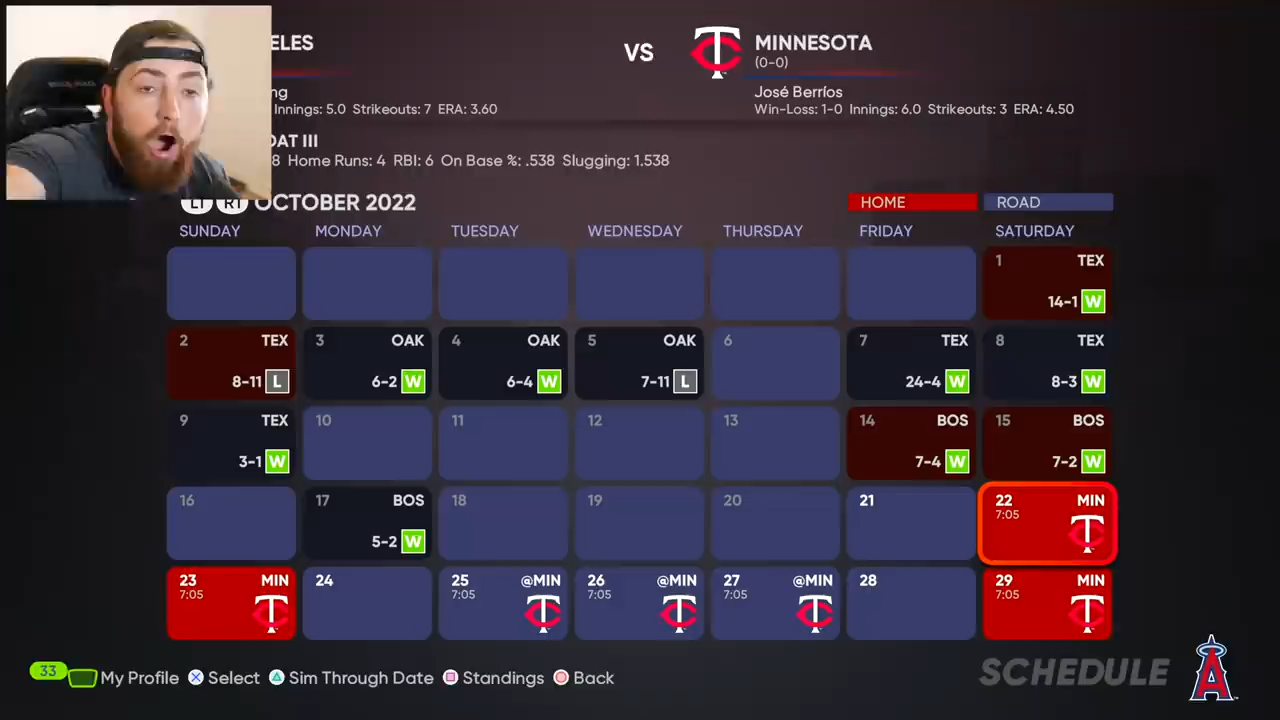 ELES
VS
MINNESOTA
(0-0)
ng
Innings: 5.0 Strikeouts: 7 ERA: 3.60
José Berríos
Win-Loss: 1-0 Innings: 6.0 Strikeouts: 3 ERA: 4.50
OAT III
8 Home Runs: 4 RBI: 6 On Base %: .538 Slugging: 1.538
LT RT OCTOBER 2022
HOME ROAD
SUNDAY MONDAY TUESDAY WEDNESDAY THURSDAY FRIDAY SATURDAY
1 TEX
14-1 W
2 TEX 3 OAK 4 OAK 5 OAK 6 7 TEX 8 TEX
8-11 L 6-2 W 6-4 W 7-11 L 24-4 W 8-3 W
9 TEX 10 11 12 13 14 BOS 15 BOS
3-1 W 7-4 W 7-2 W
16 17 BOS 18 19 20 21 22 MIN
7:05
5-2 W
23 MIN 24 25 @MIN 26 @MIN 27 @MIN 28 29 MIN
7:05 7:05 7:05 7:05 7:05
33 My Profile Select Sim Through Date Standings Back
SCHEDULE